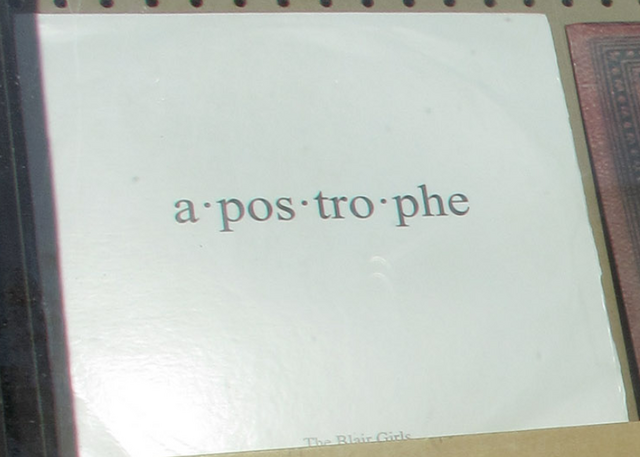 a·pos·tro·phe
The Blair Girls